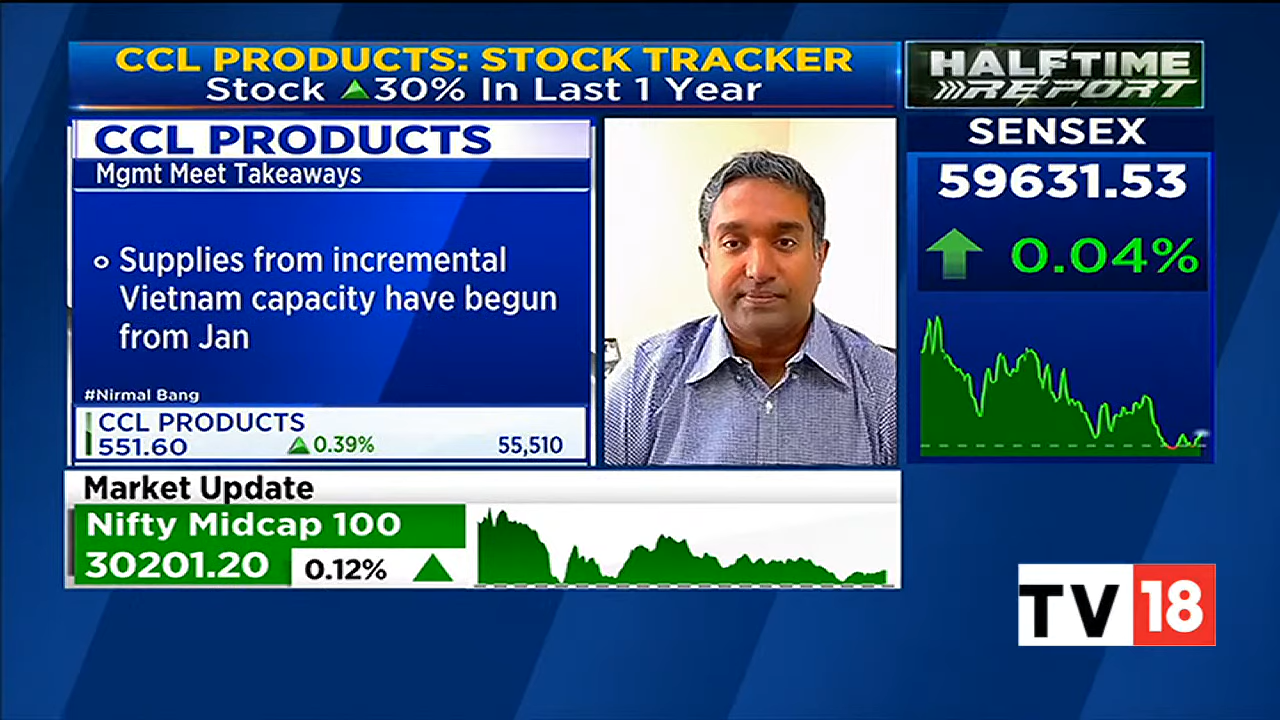 CCL PRODUCTS: STOCK TRACKER
Stock ▲30% In Last 1 Year
HALFTIME
REPORT
CCL PRODUCTS
Mgmt Meet Takeaways
Supplies from incremental
Vietnam capacity have begun
from Jan
#Nirmal Bang
CCL PRODUCTS
551.60 ▲0.39% 55,510
SENSEX
59631.53
0.04%
Market Update
Nifty Midcap 100
30201.20 0.12% ▲
TV18